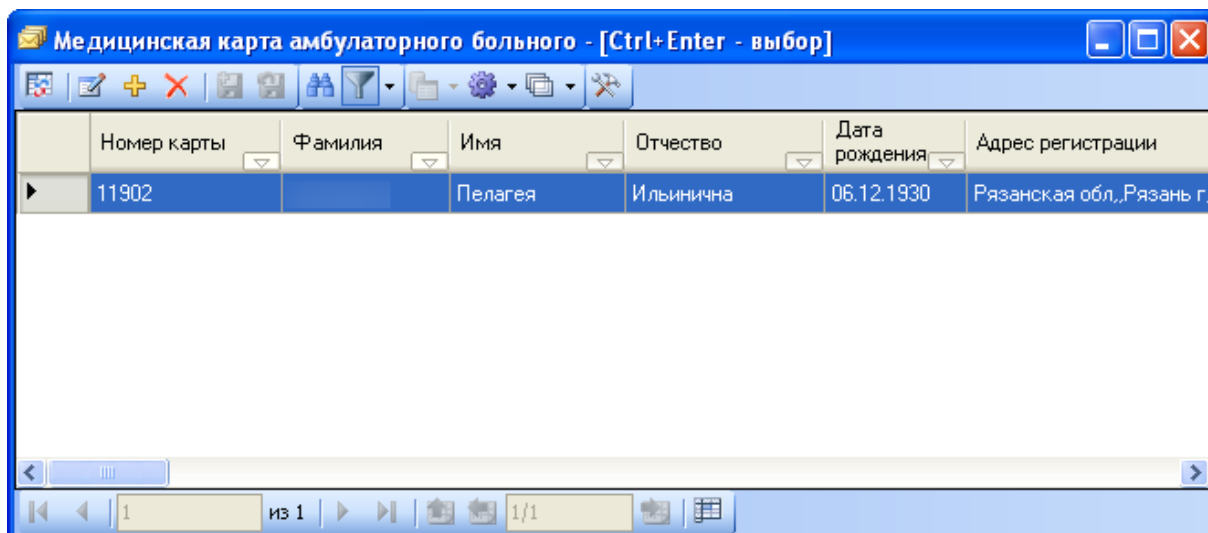 Медицинская карта амбулаторного больного - [Ctrl+Enter - выбор]
Номер карты Фамилия Имя Отчество Дата рождения Адрес регистрации
11902 Пелагея Ильинична 06.12.1930 Рязанская обл,,Рязань г,
1 из 1 1/1